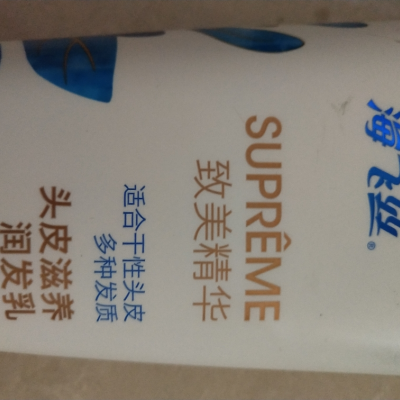 海飞丝®
SUPRÊME
致美精华
适合干性头皮
多种发质
头皮滋养
润发乳